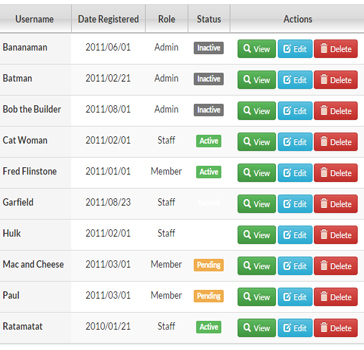 Username Date Registered Role Status Actions
Bananaman 2011/06/01 Admin Inactive View Edit Delete
Batman 2011/02/21 Admin Inactive View Edit Delete
Bob the Builder 2011/08/01 Admin Inactive View Edit Delete
Cat Woman 2011/02/01 Staff Active View Edit Delete
Fred Flinstone 2011/01/01 Member Active View Edit Delete
Garfield 2011/08/23 Staff View Edit Delete
Hulk 2011/02/01 Staff View Edit Delete
Mac and Cheese 2011/03/01 Member Pending View Edit Delete
Paul 2011/03/01 Member Pending View Edit Delete
Ratamatat 2010/01/21 Staff Active View Edit Delete